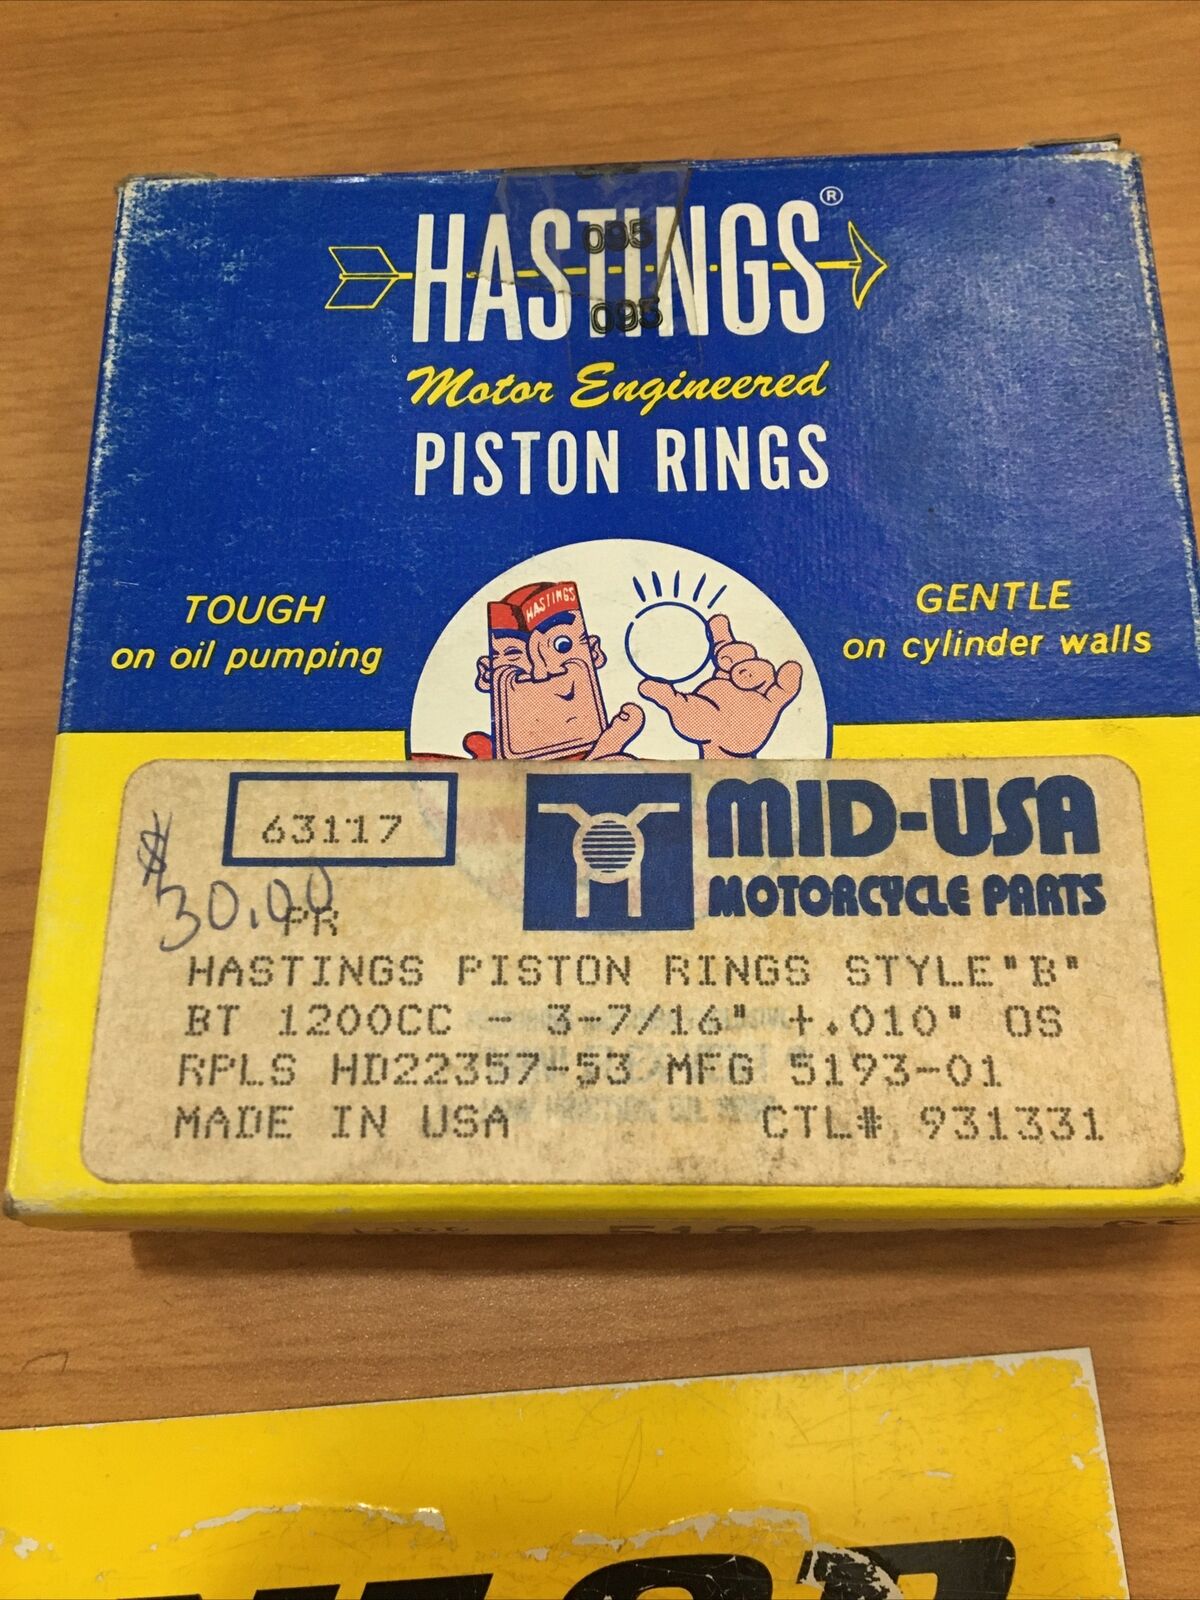 HASTINGS®
095
095
Motor Engineered
PISTON RINGS
TOUGH
on oil pumping
HASTINGS
GENTLE
on cylinder walls
63117
MID-USA
MOTORCYCLE PARTS
$30.00
PR
HASTINGS PISTON RINGS STYLE"B"
BT 1200CC - 3-7/16" +.010" OS
RPLS HD22357-53 MFG 5193-01
MADE IN USA CTL# 931331